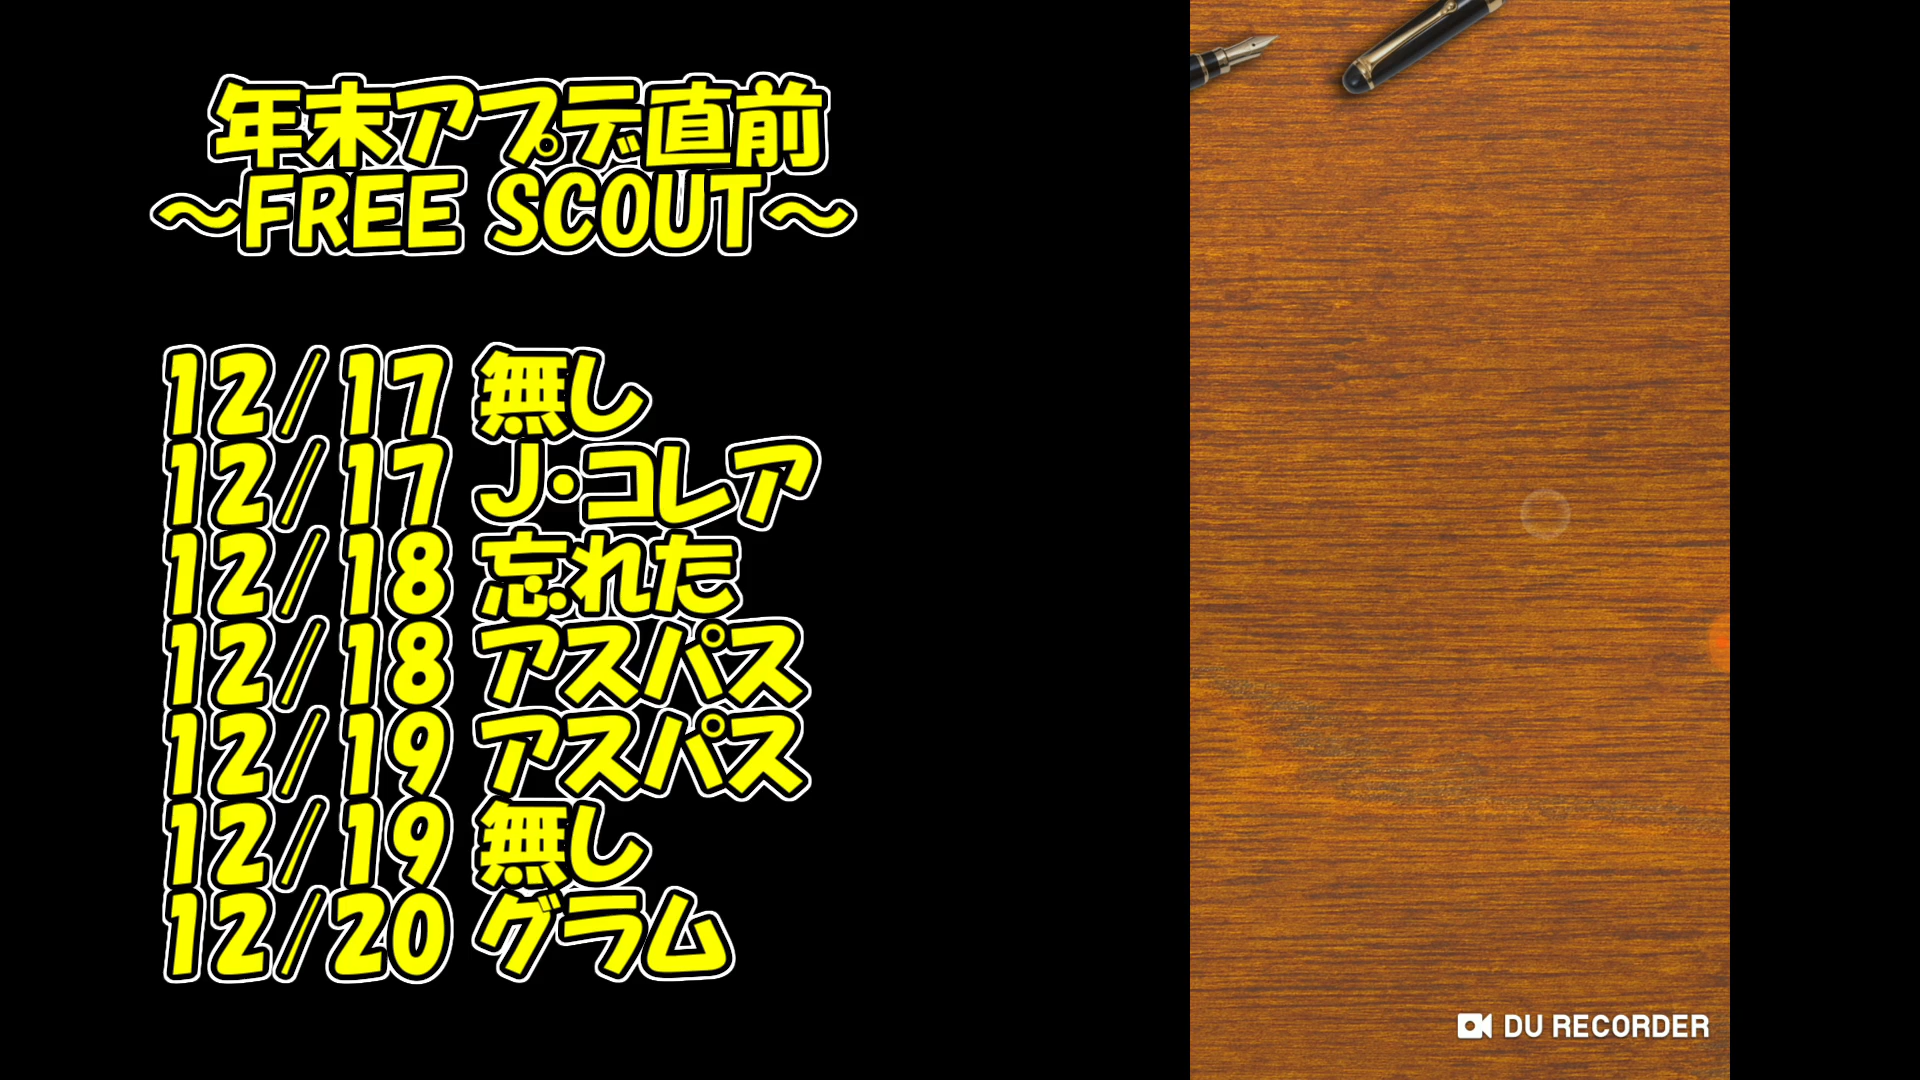 年末アプデ直前
～FREE SCOUT～
12/17 無し
12/17 J・コレア
12/18 忘れた
12/18 アスパス
12/19 アスパス
12/19 無し
12/20 グラム
DU RECORDER